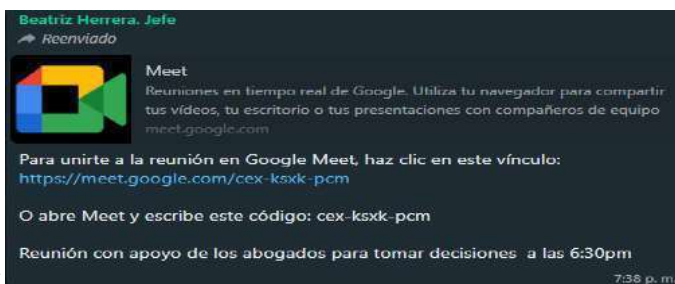 Beatriz Herrera. Jefe
Reenviado
Meet
Reuniones en tiempo real de Google. Utiliza tu navegador para compartir
tus vídeos, tu escritorio o tus presentaciones con compañeros de equipo
meet.google.com
Para unirte a la reunión en Google Meet, haz clic en este vínculo:
https://meet.google.com/cex-ksxk-pcm
O abre Meet y escribe este código: cex-ksxk-pcm
Reunión con apoyo de los abogados para tomar decisiones a las 6:30pm
7:38 p. m.